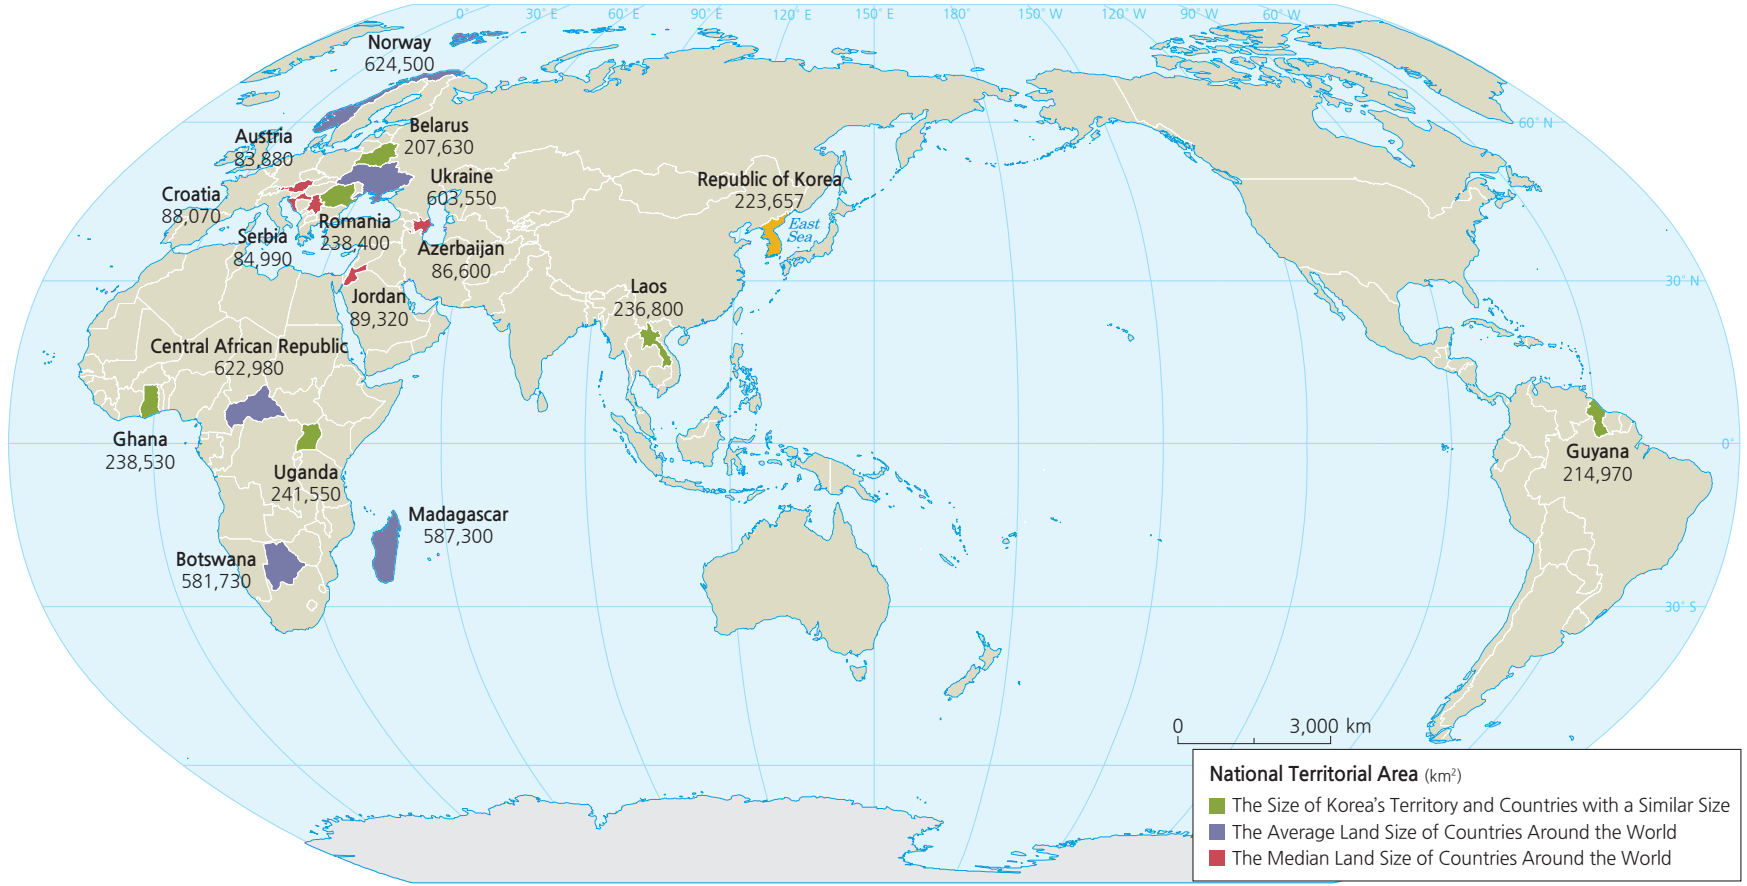 0°
30° E
60° E
90° E
120° E
150° E
180°
150° W
120° W
90° W
60° W
Norway
624,500
Belarus
207,630
Austria
83,880
Ukraine
603,550
Croatia
88,070
Romania
238,400
Serbia
84,990
Azerbaijan
86,600
Republic of Korea
223,657
East
Sea
Jordan
89,320
Laos
236,800
Central African Republic
622,980
Ghana
238,530
Uganda
241,550
Guyana
214,970
Madagascar
587,300
Botswana
581,730
60° N
30° N
0°
30° S
0 3,000 km
National Territorial Area (km²)
The Size of Korea's Territory and Countries with a Similar Size
The Average Land Size of Countries Around the World
The Median Land Size of Countries Around the World